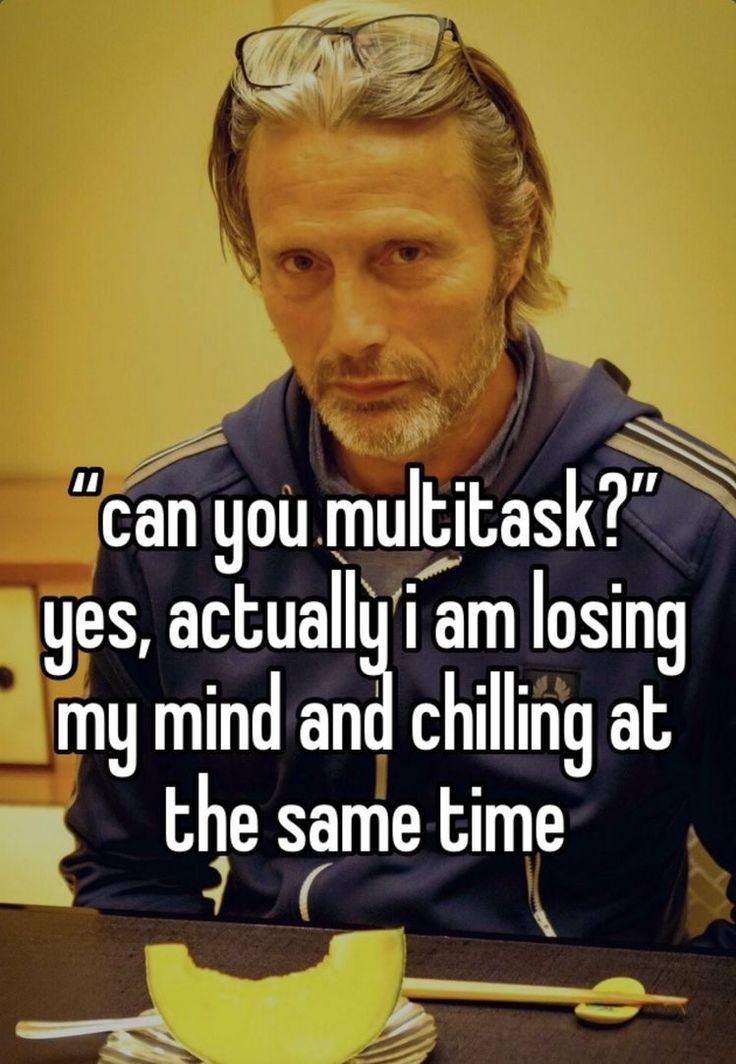 “can you multitask?”
yes, actually i am losing
my mind and chilling at
the same time